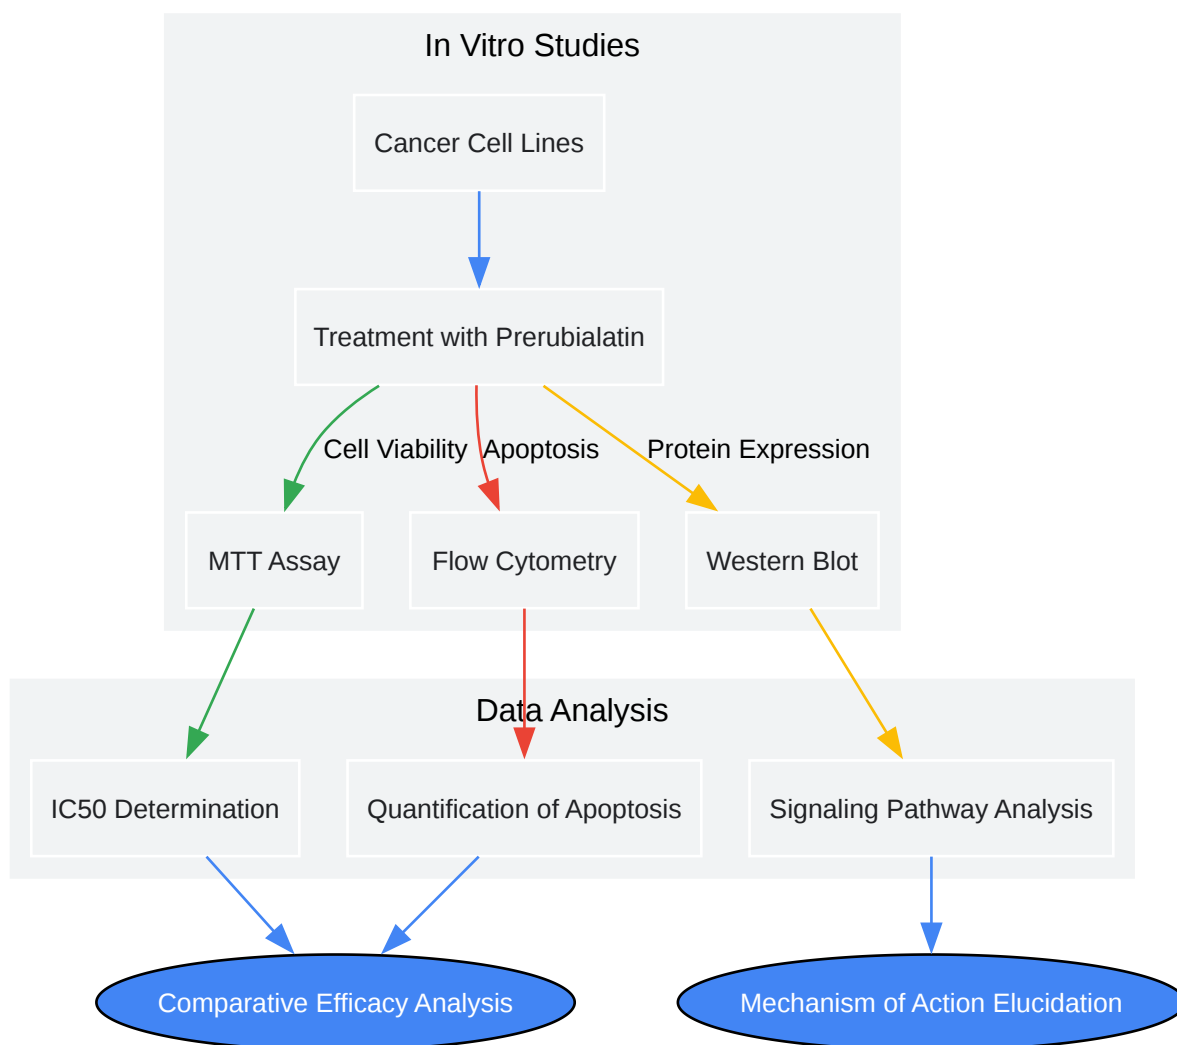 In Vitro Studies
Cancer Cell Lines
Treatment with Prerubialatin
Cell Viability
Apoptosis
Protein Expression
MTT Assay
Flow Cytometry
Western Blot
Data Analysis
IC50 Determination
Quantification of Apoptosis
Signaling Pathway Analysis
Comparative Efficacy Analysis
Mechanism of Action Elucidation